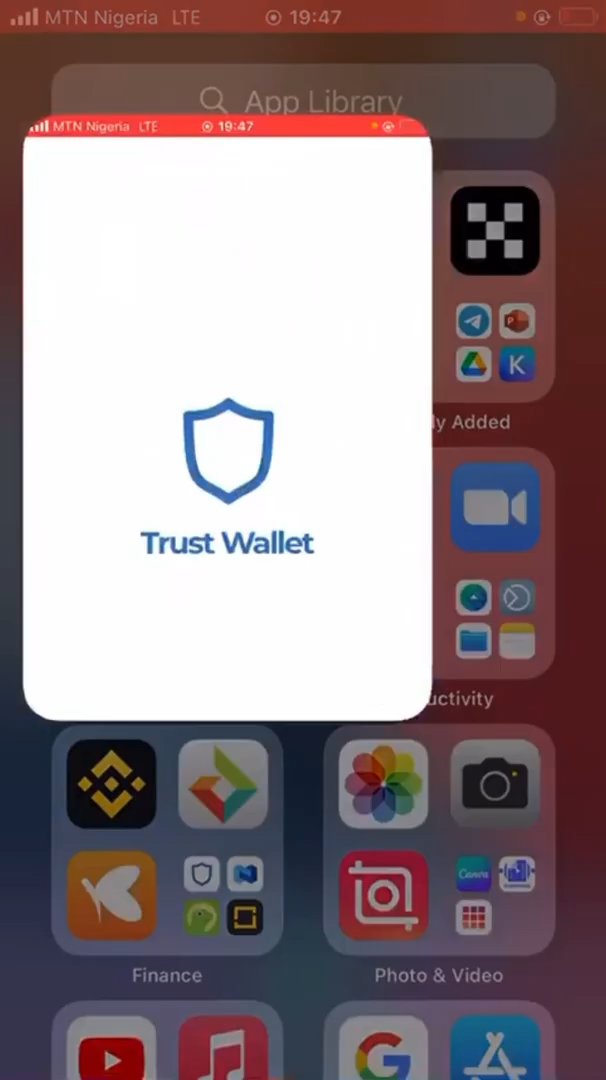 MTN Nigeria LTE 19:47
App Library
MTN Nigeria LTE 19:47
ly Added
Trust Wallet
uctivity
Canva
Finance
Photo & Video